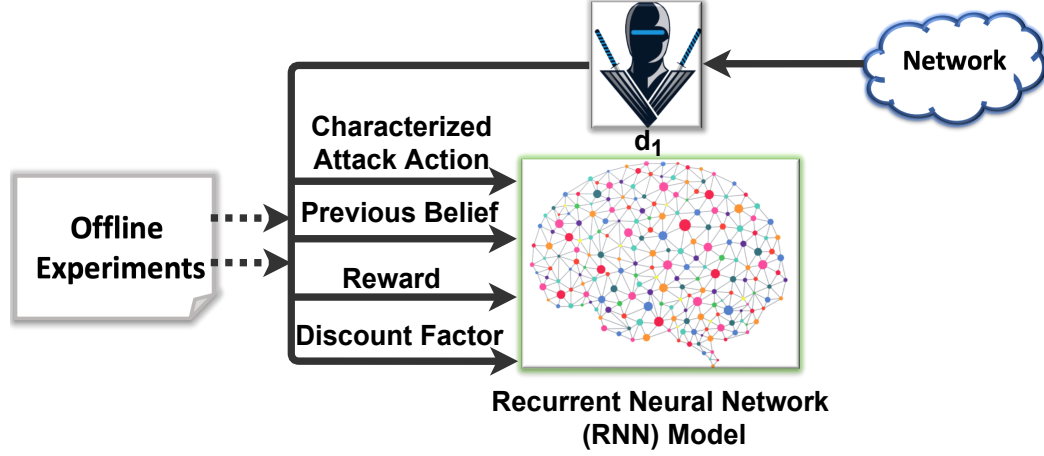 Network
d1
Characterized
Attack Action
Previous Belief
Reward
Discount Factor
Offline
Experiments
Recurrent Neural Network
(RNN) Model